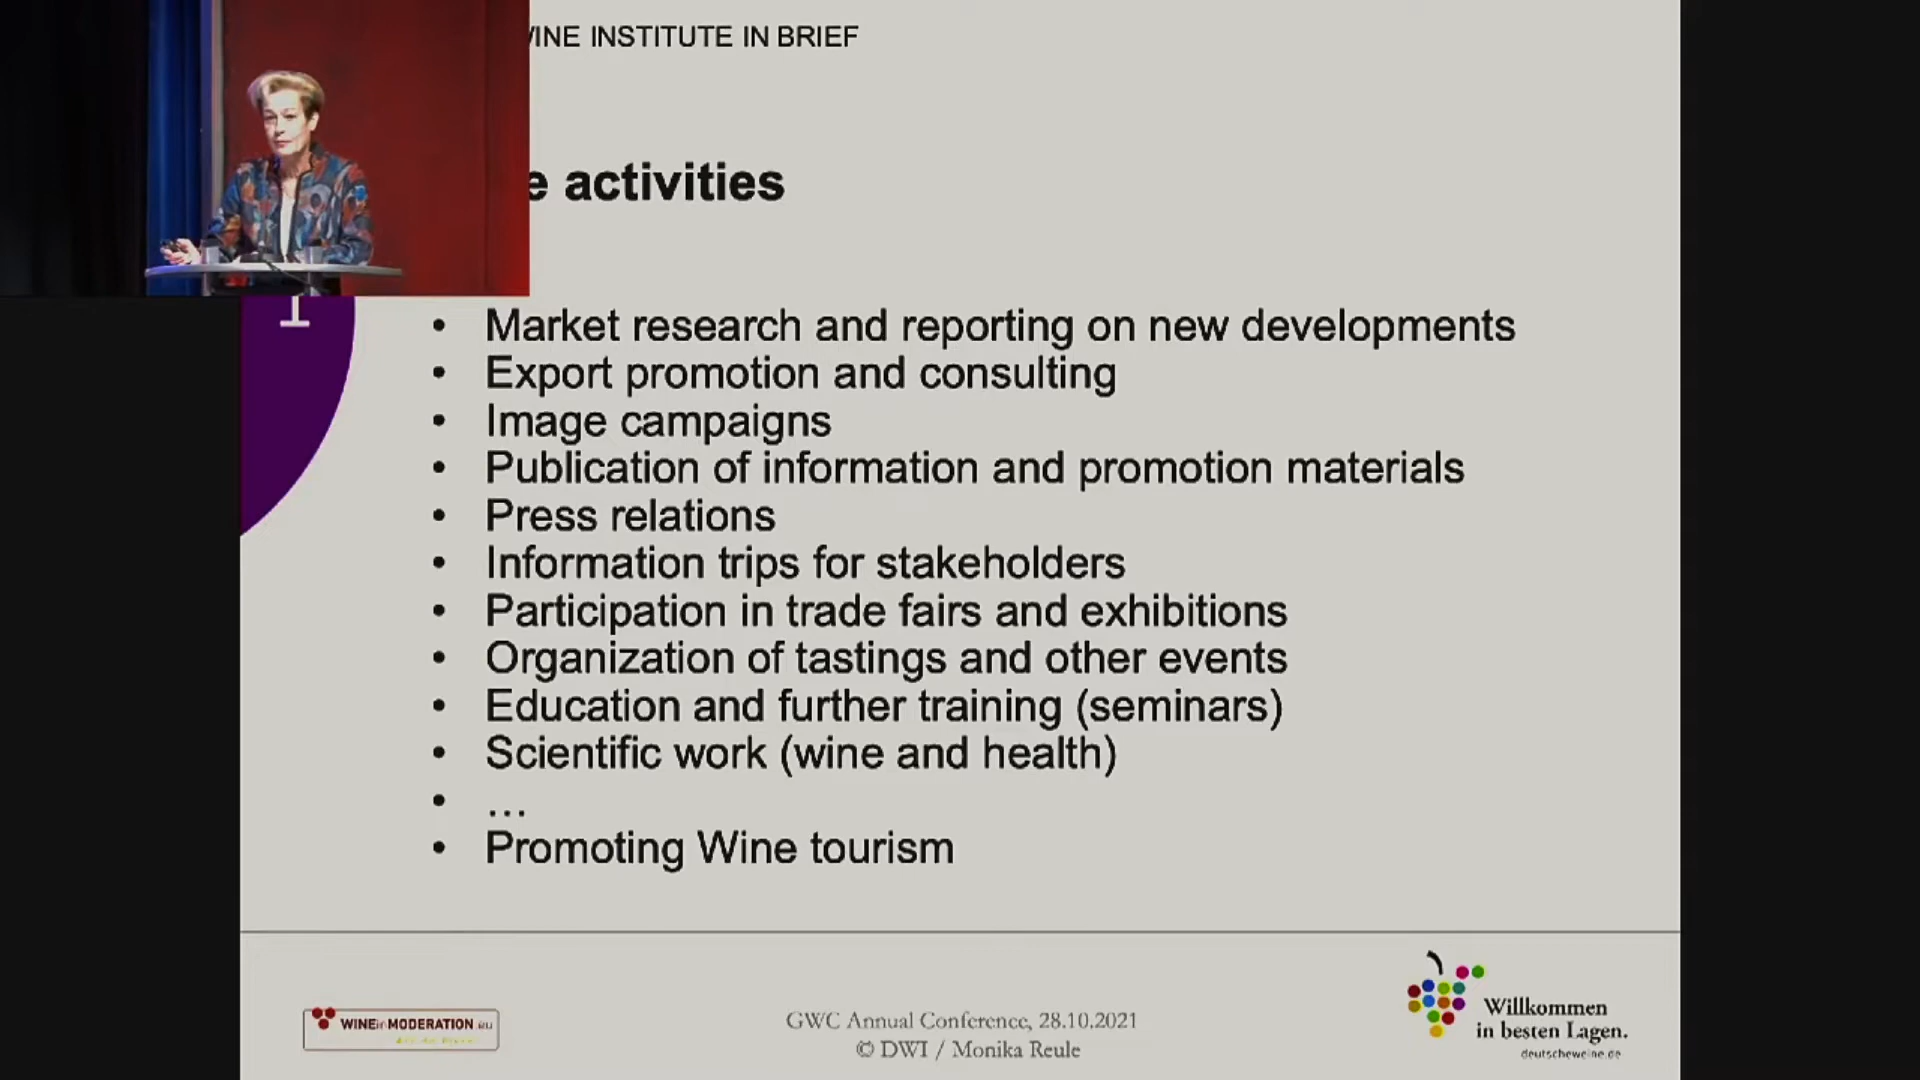 WINE INSTITUTE IN BRIEF
activities
1
• Market research and reporting on new developments
• Export promotion and consulting
• Image campaigns
• Publication of information and promotion materials
• Press relations
• Information trips for stakeholders
• Participation in trade fairs and exhibitions
• Organization of tastings and other events
• Education and further training (seminars)
• Scientific work (wine and health)
• ...
• Promoting Wine tourism
WINEinMODERATION.eu
GWC Annual Conference, 28.10.2021
© DWI / Monika Reule
Willkommen
in besten Lagen.
deutscheweine.de